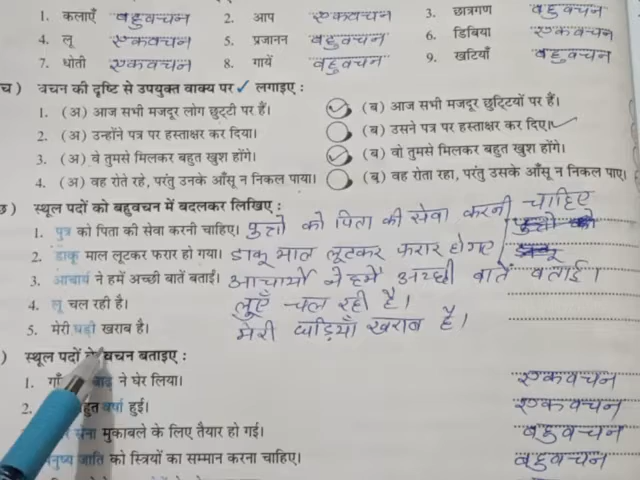 1. कलाएँ बहुवचन 2. आप एकवचन 3. छात्रगण बहुवचन
4. लू एकवचन 5. प्रजानन बहुवचन 6. डिबिया एकवचन
7. धोती एकवचन 8. गायें बहुवचन 9. खटियाँ बहुवचन
च) वचन की दृष्टि से उपयुक्त वाक्य पर ✓ लगाइए :
1. (अ) आज सभी मजदूर लोग छुट्टी पर हैं। ✓ (ब) आज सभी मजदूर छुट्टियों पर हैं।
2. (अ) उन्होंने पत्र पर हस्ताक्षर कर दिया। (ब) उसने पत्र पर हस्ताक्षर कर दिए। ✓
3. (अ) वे तुमसे मिलकर बहुत खुश होंगे। ✓ (ब) वो तुमसे मिलकर बहुत खुश होंगे।
4. (अ) वह रोते रहे, परंतु उनके आँसू न निकल पाया। (ब) वह रोता रहा, परंतु उसके आँसू न निकल पाए।
छ) स्थूल पदों को बहुवचन में बदलकर लिखिए :
1. पुत्र को पिता की सेवा करनी चाहिए। को पिता की सेवा करनी चाहिए
2. डाकू माल लूटकर फरार हो गया। डाकू माल लूटकर फरार हो गए
3. आचार्य ने हमें अच्छी बातें बताईं। आचार्यो ने हमें अच्छी बातें बताई।
4. लू चल रही है। लुएँ चल रही है।
5. मेरी घड़ी खराब है। मेरी घड़ियाँ खराब है।
) स्थूल पदों के वचन बताइए :
1. बाढ़ ने घेर लिया। एकवचन
2. बहुत वर्षा हुई। एकवचन
सेना मुकाबले के लिए तैयार हो गई। बहुवचन
मनुष्य जाति को स्त्रियों का सम्मान करना चाहिए। बहुवचन